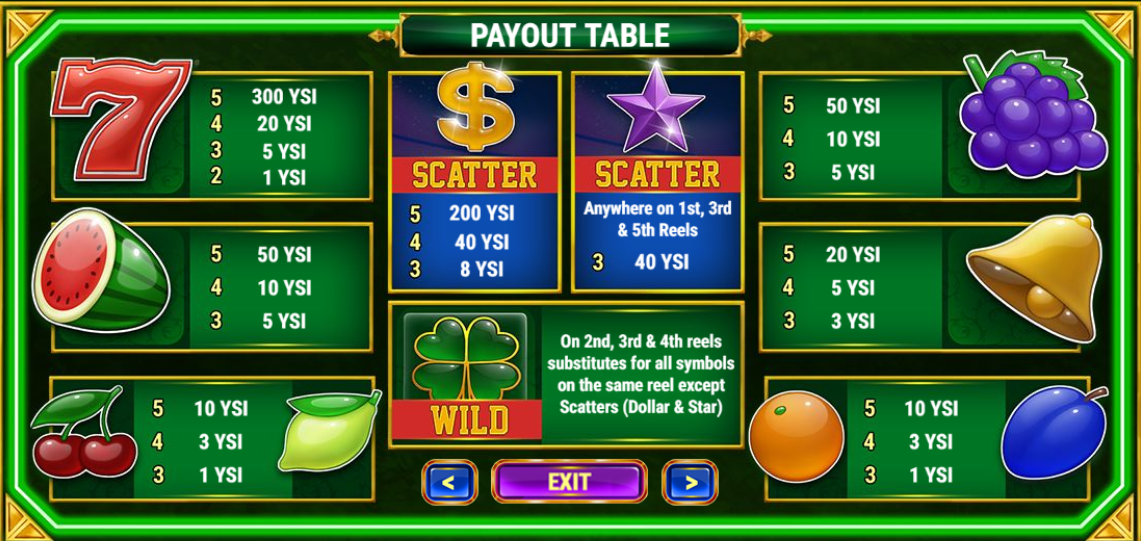 PAYOUT TABLE
5 300 YSI
4 20 YSI
3 5 YSI
2 1 YSI
SCATTER
5 200 YSI
4 40 YSI
3 8 YSI
SCATTER
Anywhere on 1st, 3rd
& 5th Reels
3 40 YSI
5 50 YSI
4 10 YSI
3 5 YSI
5 50 YSI
4 10 YSI
3 5 YSI
WILD
On 2nd, 3rd & 4th reels
substitutes for all symbols
on the same reel except
Scatters (Dollar & Star)
5 20 YSI
4 5 YSI
3 3 YSI
5 10 YSI
4 3 YSI
3 1 YSI
< EXIT >
5 10 YSI
4 3 YSI
3 1 YSI